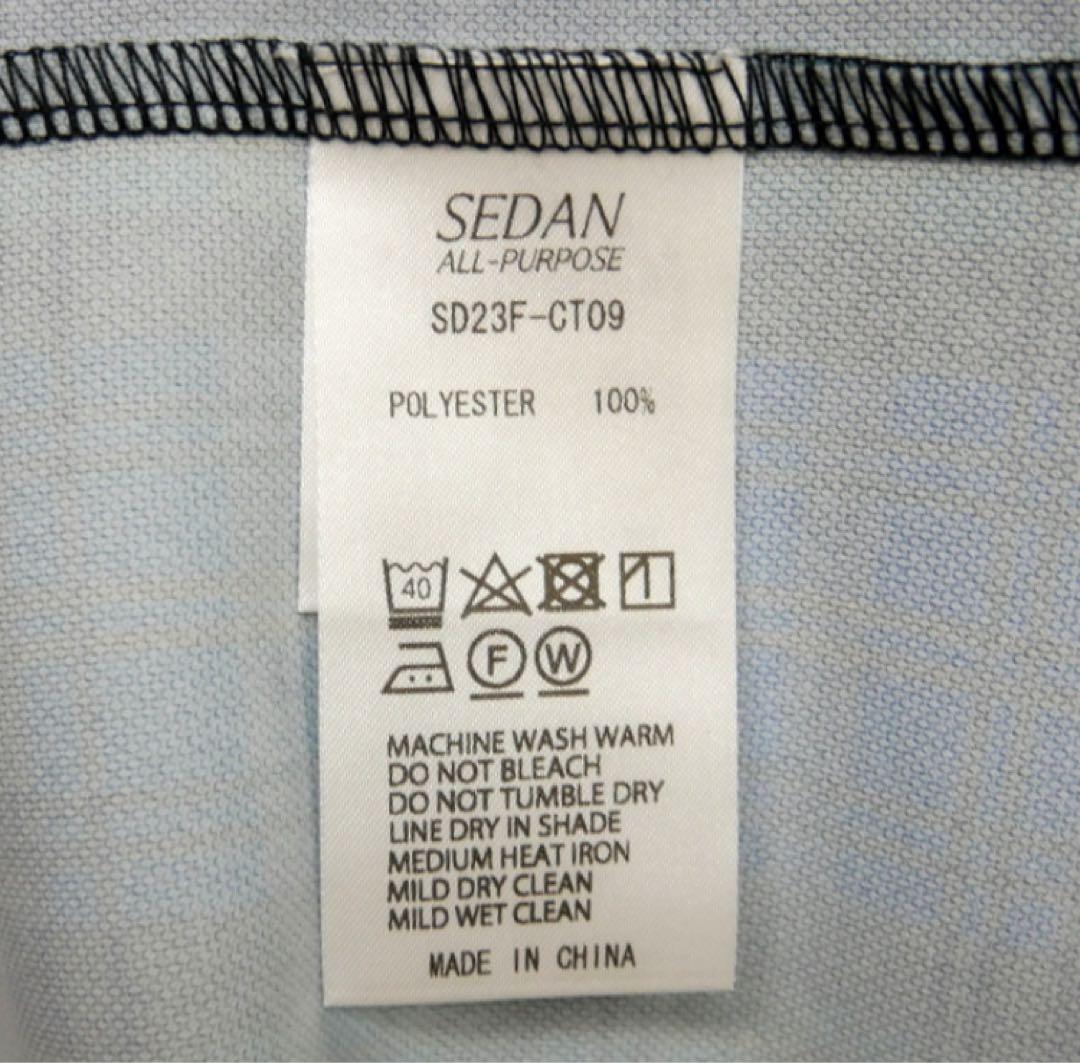 SEDAN
ALL-PURPOSE
SD23F-CT09
POLYESTER 100%
40
F W
MACHINE WASH WARM
DO NOT BLEACH
DO NOT TUMBLE DRY
LINE DRY IN SHADE
MEDIUM HEAT IRON
MILD DRY CLEAN
MILD WET CLEAN
MADE IN CHINA